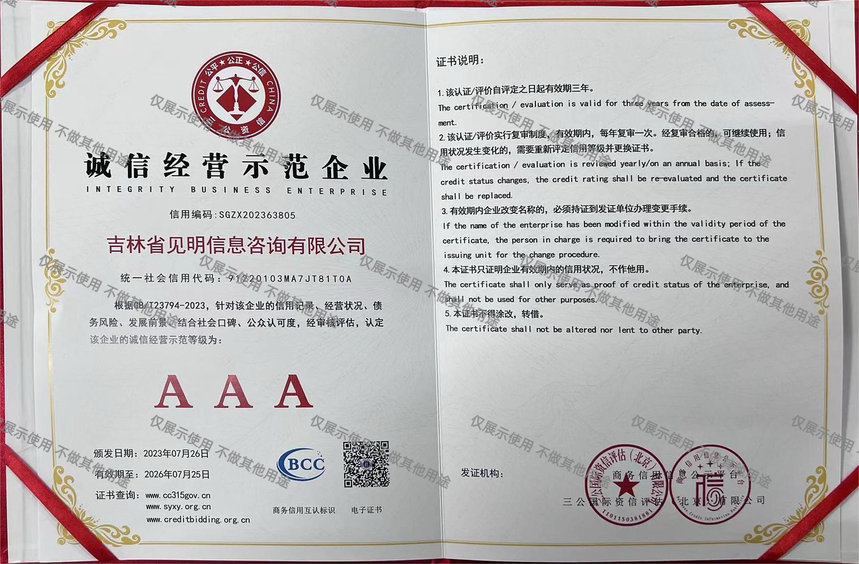 公平★公正★公信
CREDIT
CHINA
三公资信
诚信经营示范企业
INTEGRITY BUSINESS ENTERPRISE
信用编码:SGZX202363805
吉林省见明信息咨询有限公司
统一社会信用代码: 91220103MA7JT81T0A
根据GB/T23794-2023, 针对该企业的信用记录、经营状况、债
务风险、发展前景、结合社会口碑、公众认可度, 经审核评估, 认定
该企业的诚信经营示范等级为:
AAA
颁发日期: 2023年07月26日
有效期至: 2026年07月25日
证书查询: www.cc315gov.cn
www.syxy.org.cn
www.creditbidding.org.cn
BCC
商务信用互认标识
电子证书
证书说明:
1.该认证/评价自评定之日起有效期三年。
The certification / evaluation is valid for three years from the date of assess-
ment.
2.该认证/评价实行复审制度, 有效期内, 每年复审一次。经复审合格的, 可继续使用; 信
用状况发生变化的, 需要重新评定信用等级并更换证书。
The certification / evaluation is reviewed yearly/on an annual basis; If the
credit status changes, the credit rating shall be re-evaluated and the certificate
shall be replaced.
3.有效期内企业改变名称的, 必须持证到发证单位办理变更手续。
If the name of the enterprise has been modified within the validity period of the
certificate, the person in charge is required to bring the certificate to the
issuing unit for the change procedure.
4.本证书只证明企业有效期内的信用状况, 不作他用。
The certificate shall only serve as proof of credit status of the enterprise, and
shall not be used for other purposes.
5.本证书不得涂改, 转借。
The certificate shall not be altered nor lent to other party.
发证机构:
商务信用信息公示平台
三公国际资信评估(北京)有限公司
仅展示使用 不做其他用途